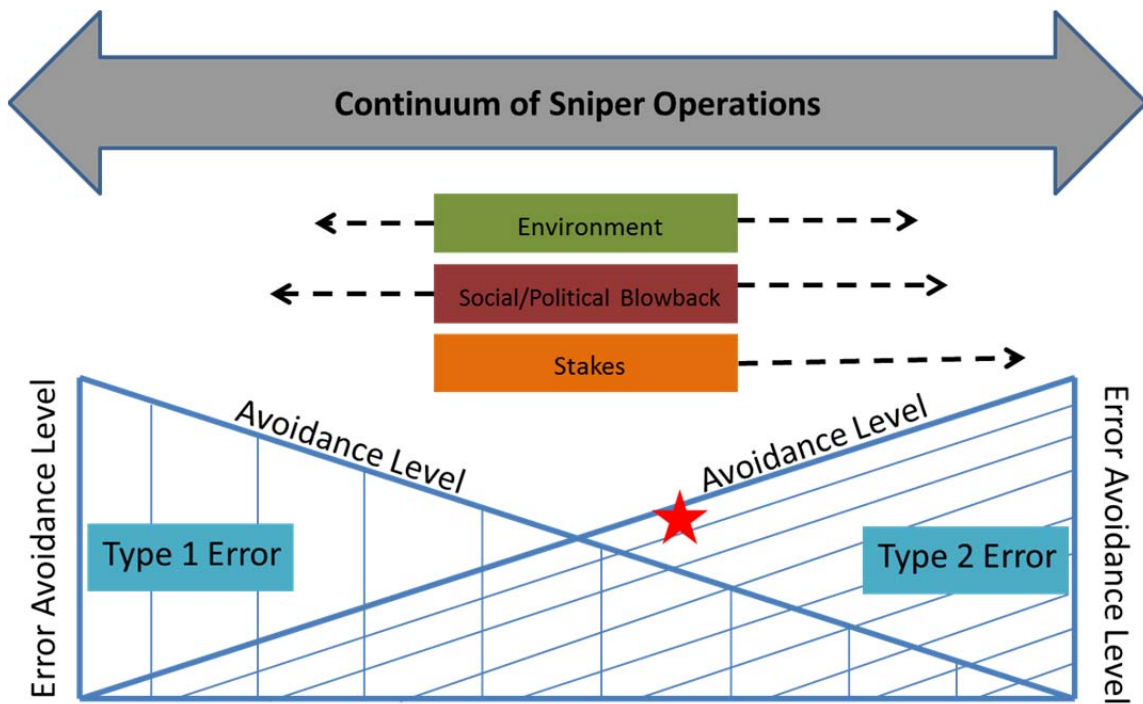 Continuum of Sniper Operations
Environment
Social/Political Blowback
Stakes
Error Avoidance Level
Avoidance Level
Avoidance Level
Error Avoidance Level
Type 1 Error
Type 2 Error